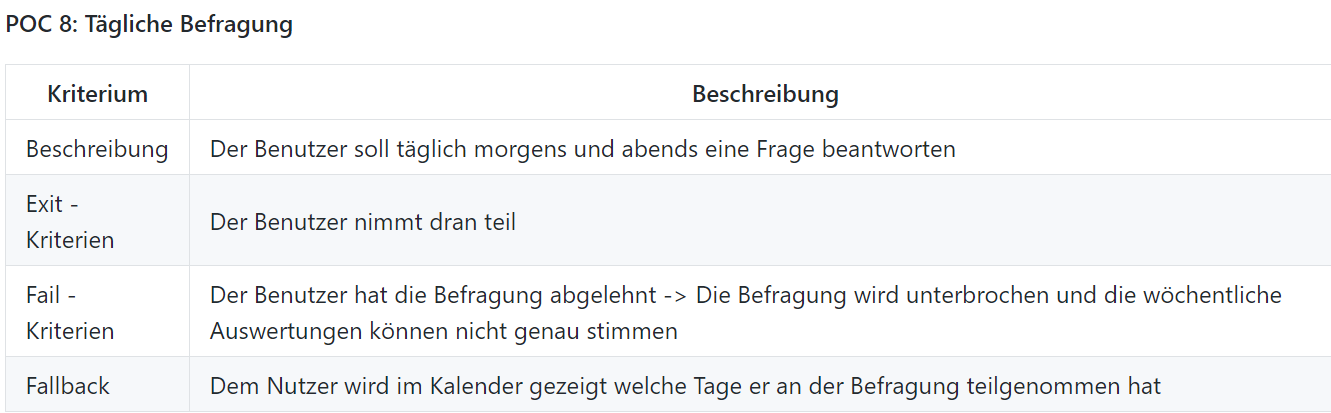 POC 8: Tägliche Befragung
Kriterium Beschreibung
Beschreibung Der Benutzer soll täglich morgens und abends eine Frage beantworten
Exit -
Kriterien
Der Benutzer nimmt dran teil
Fail -
Kriterien
Der Benutzer hat die Befragung abgelehnt -> Die Befragung wird unterbrochen und die wöchentliche
Auswertungen können nicht genau stimmen
Fallback Dem Nutzer wird im Kalender gezeigt welche Tage er an der Befragung teilgenommen hat